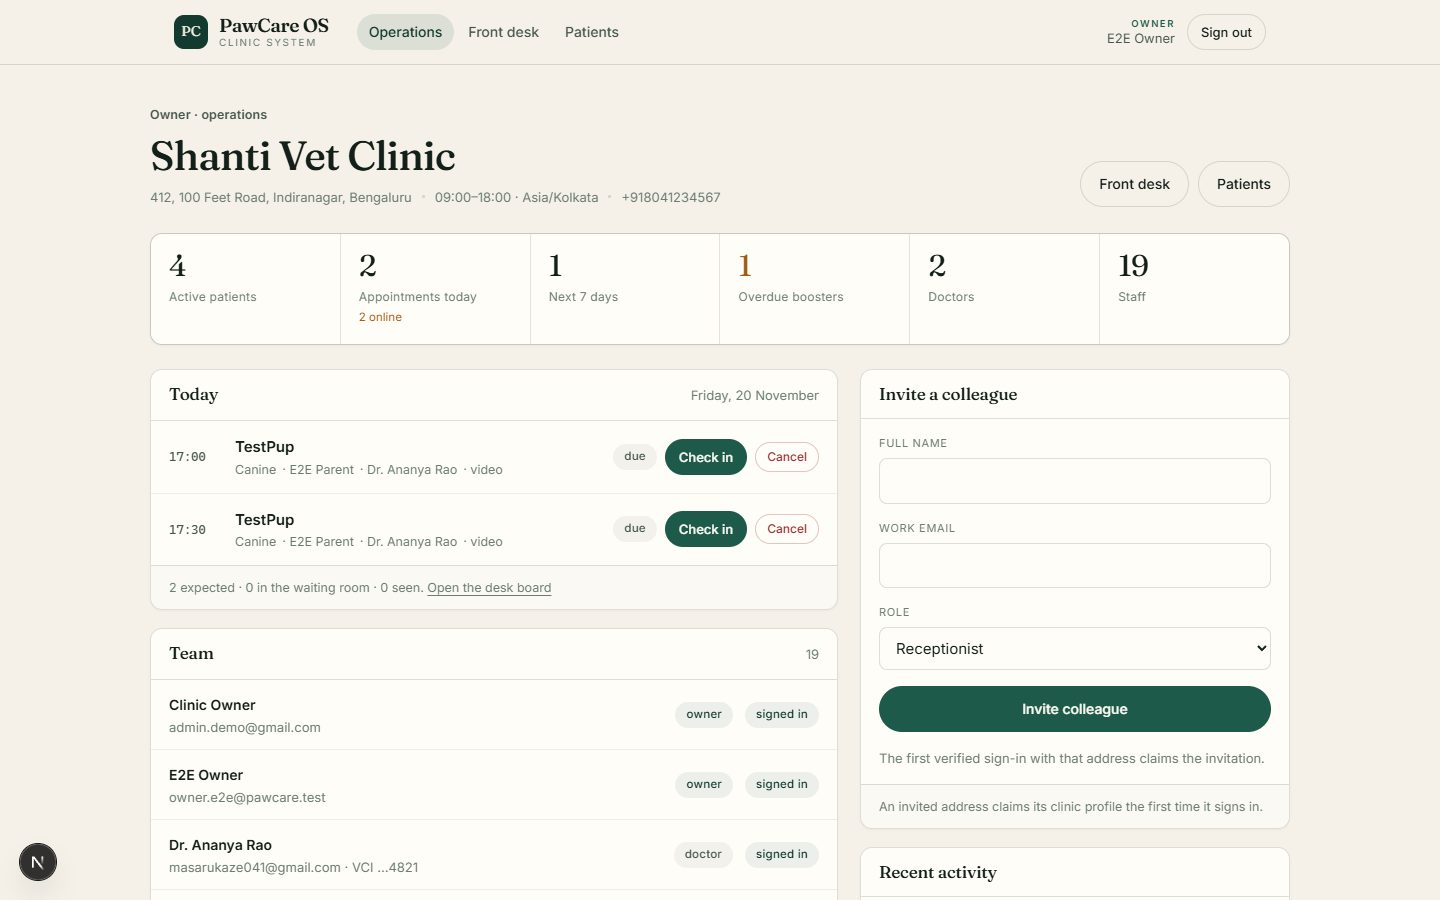 PC
PawCare OS
CLINIC SYSTEM
Operations
Front desk
Patients
OWNER
E2E Owner
Sign out
Owner · operations
Shanti Vet Clinic
412, 100 Feet Road, Indiranagar, Bengaluru · 09:00–18:00 · Asia/Kolkata · +918041234567
Front desk
Patients
4
Active patients
2
Appointments today
2 online
1
Next 7 days
1
Overdue boosters
2
Doctors
19
Staff
Today
Friday, 20 November
17:00
TestPup
Canine · E2E Parent · Dr. Ananya Rao · video
due
Check in
Cancel
17:30
TestPup
Canine · E2E Parent · Dr. Ananya Rao · video
due
Check in
Cancel
2 expected · 0 in the waiting room · 0 seen. Open the desk board
Team
19
Clinic Owner
admin.demo@gmail.com
owner
signed in
E2E Owner
owner.e2e@pawcare.test
owner
signed in
Dr. Ananya Rao
masarukaze041@gmail.com · VCI …4821
doctor
signed in
Invite a colleague
FULL NAME
WORK EMAIL
ROLE
Receptionist
Invite colleague
The first verified sign-in with that address claims the invitation.
An invited address claims its clinic profile the first time it signs in.
Recent activity
N